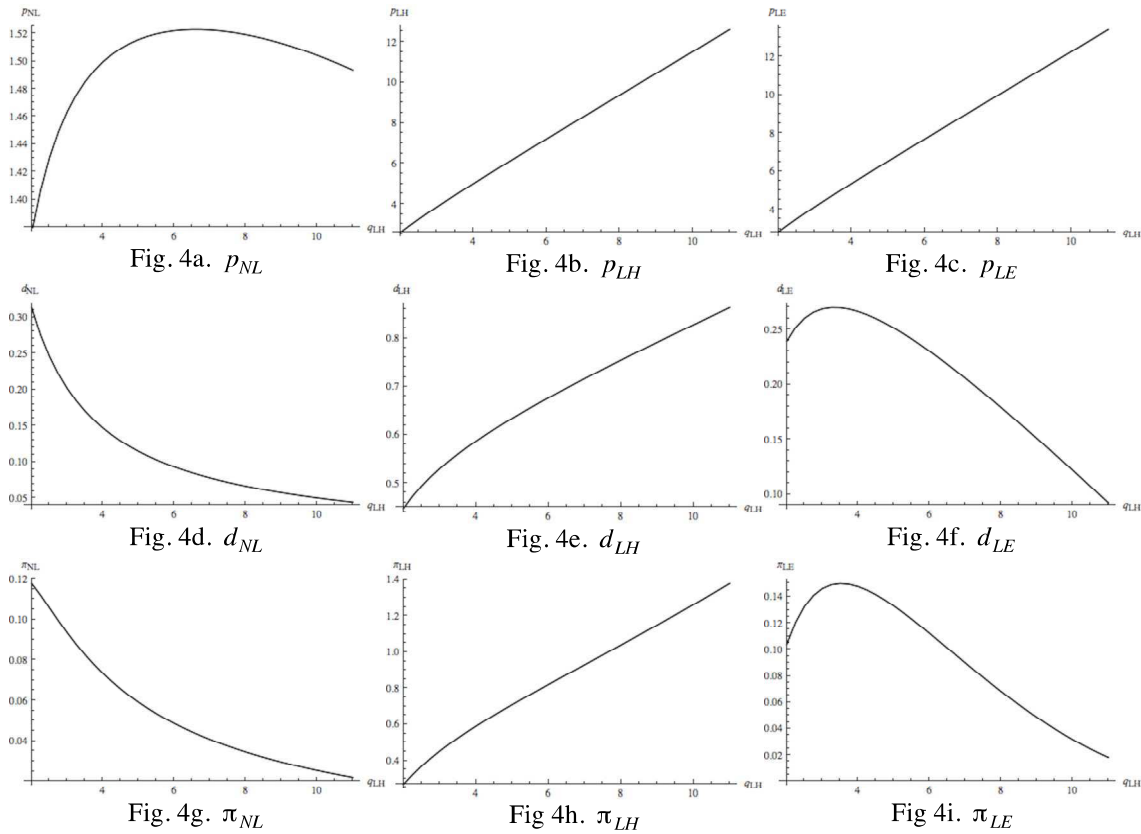 pNL pLH pLE
1.52 12 12
1.50 10 10
1.48 8 8
1.46
1.44 6 6
1.42
1.40 4 4
4 6 8 10 qLH 4 6 8 10 qLH 4 6 8 10 qLH
Fig. 4a. pNL Fig. 4b. pLH Fig. 4c. pLE
dNL dLH dLE
0.30 0.8 0.25
0.25
0.20 0.7 0.20
0.15 0.6 0.15
0.10
0.05 0.5 0.10
4 6 8 10 qLH 4 6 8 10 qLH 4 6 8 10 qLH
Fig. 4d. dNL Fig. 4e. dLH Fig. 4f. dLE
πNL πLH πLE
0.12 1.4 0.14
0.10 1.2 0.12
0.08 1.0 0.10
0.06 0.8 0.08
0.04 0.6 0.06
0.4 0.04
0.02
4 6 8 10 qLH 4 6 8 10 qLH 4 6 8 10 qLH
Fig. 4g. πNL Fig. 4h. πLH Fig 4i. πLE